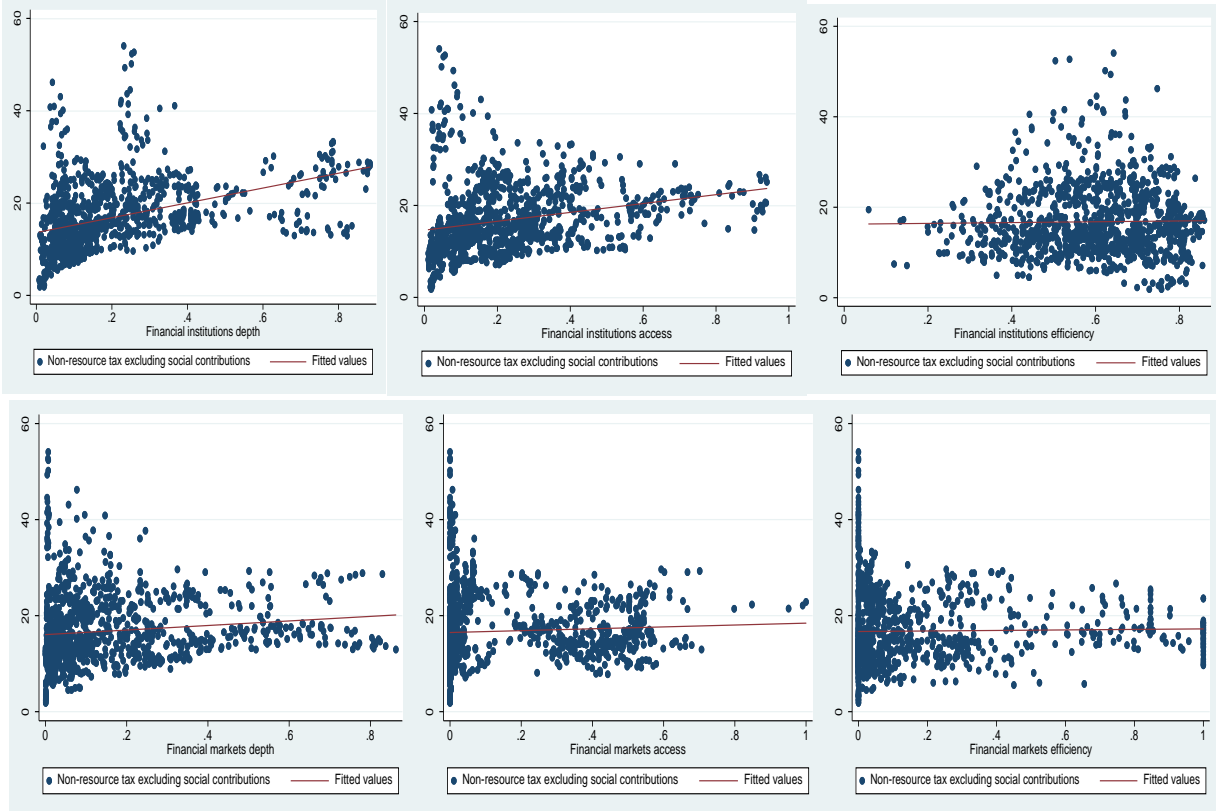 60
40
20
0
0 .2 .4 .6 .8
Financial institutions depth
Non-resource tax excluding social contributions Fitted values
60
40
20
0
0 .2 .4 .6 .8 1
Financial institutions access
Non-resource tax excluding social contributions Fitted values
60
40
20
0
0 .2 .4 .6 .8
Financial institutions efficiency
Non-resource tax excluding social contributions Fitted values
60
40
20
0
0 .2 .4 .6 .8
Financial markets depth
Non-resource tax excluding social contributions Fitted values
60
40
20
0
0 .2 .4 .6 .8 1
Financial markets access
Non-resource tax excluding social contributions Fitted values
60
40
20
0
0 .2 .4 .6 .8 1
Financial markets efficiency
Non-resource tax excluding social contributions Fitted values